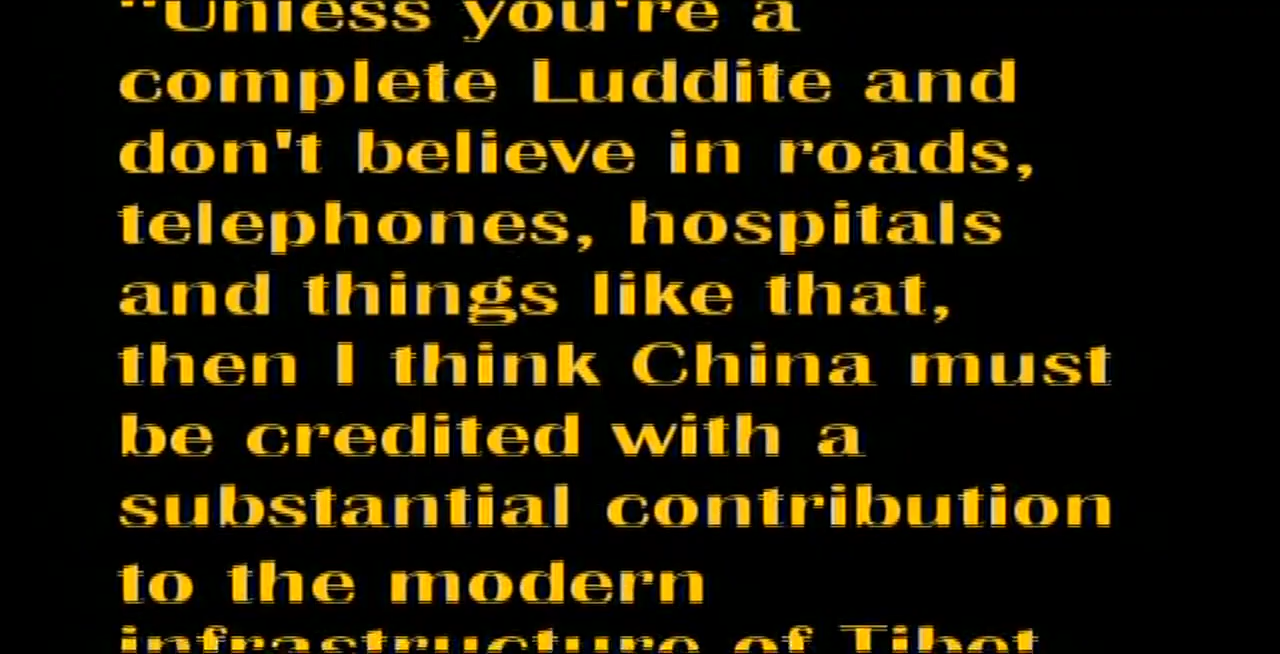 "Unless you're a
complete Luddite and
don't believe in roads,
telephones, hospitals
and things like that,
then I think China must
be credited with a
substantial contribution
to the modern
infrastructure of Tibet